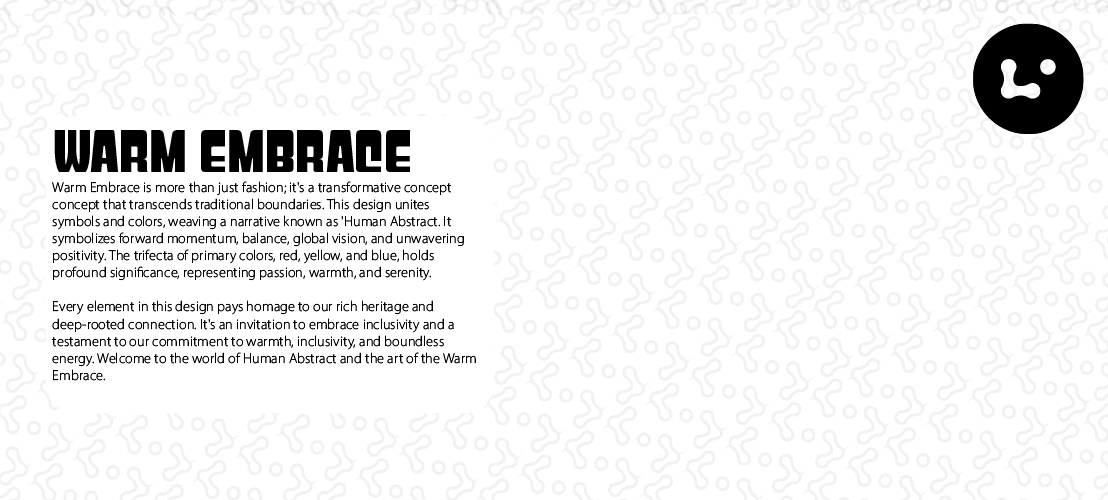 WARM EMBRACE
Warm Embrace is more than just fashion; it's a transformative concept
concept that transcends traditional boundaries. This design unites
symbols and colors, weaving a narrative known as 'Human Abstract. It
symbolizes forward momentum, balance, global vision, and unwavering
positivity. The trifecta of primary colors, red, yellow, and blue, holds
profound significance, representing passion, warmth, and serenity.
Every element in this design pays homage to our rich heritage and
deep-rooted connection. It's an invitation to embrace inclusivity and a
testament to our commitment to warmth, inclusivity, and boundless
energy. Welcome to the world of Human Abstract and the art of the Warm
Embrace.